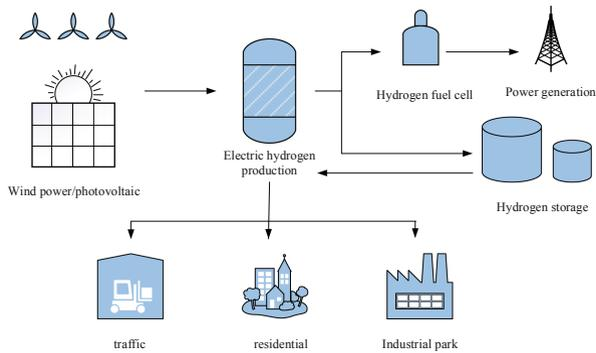 Hydrogen fuel cell
Power generation
Electric hydrogen
production
Wind power/photovoltaic
Hydrogen storage
traffic
residential
Industrial park